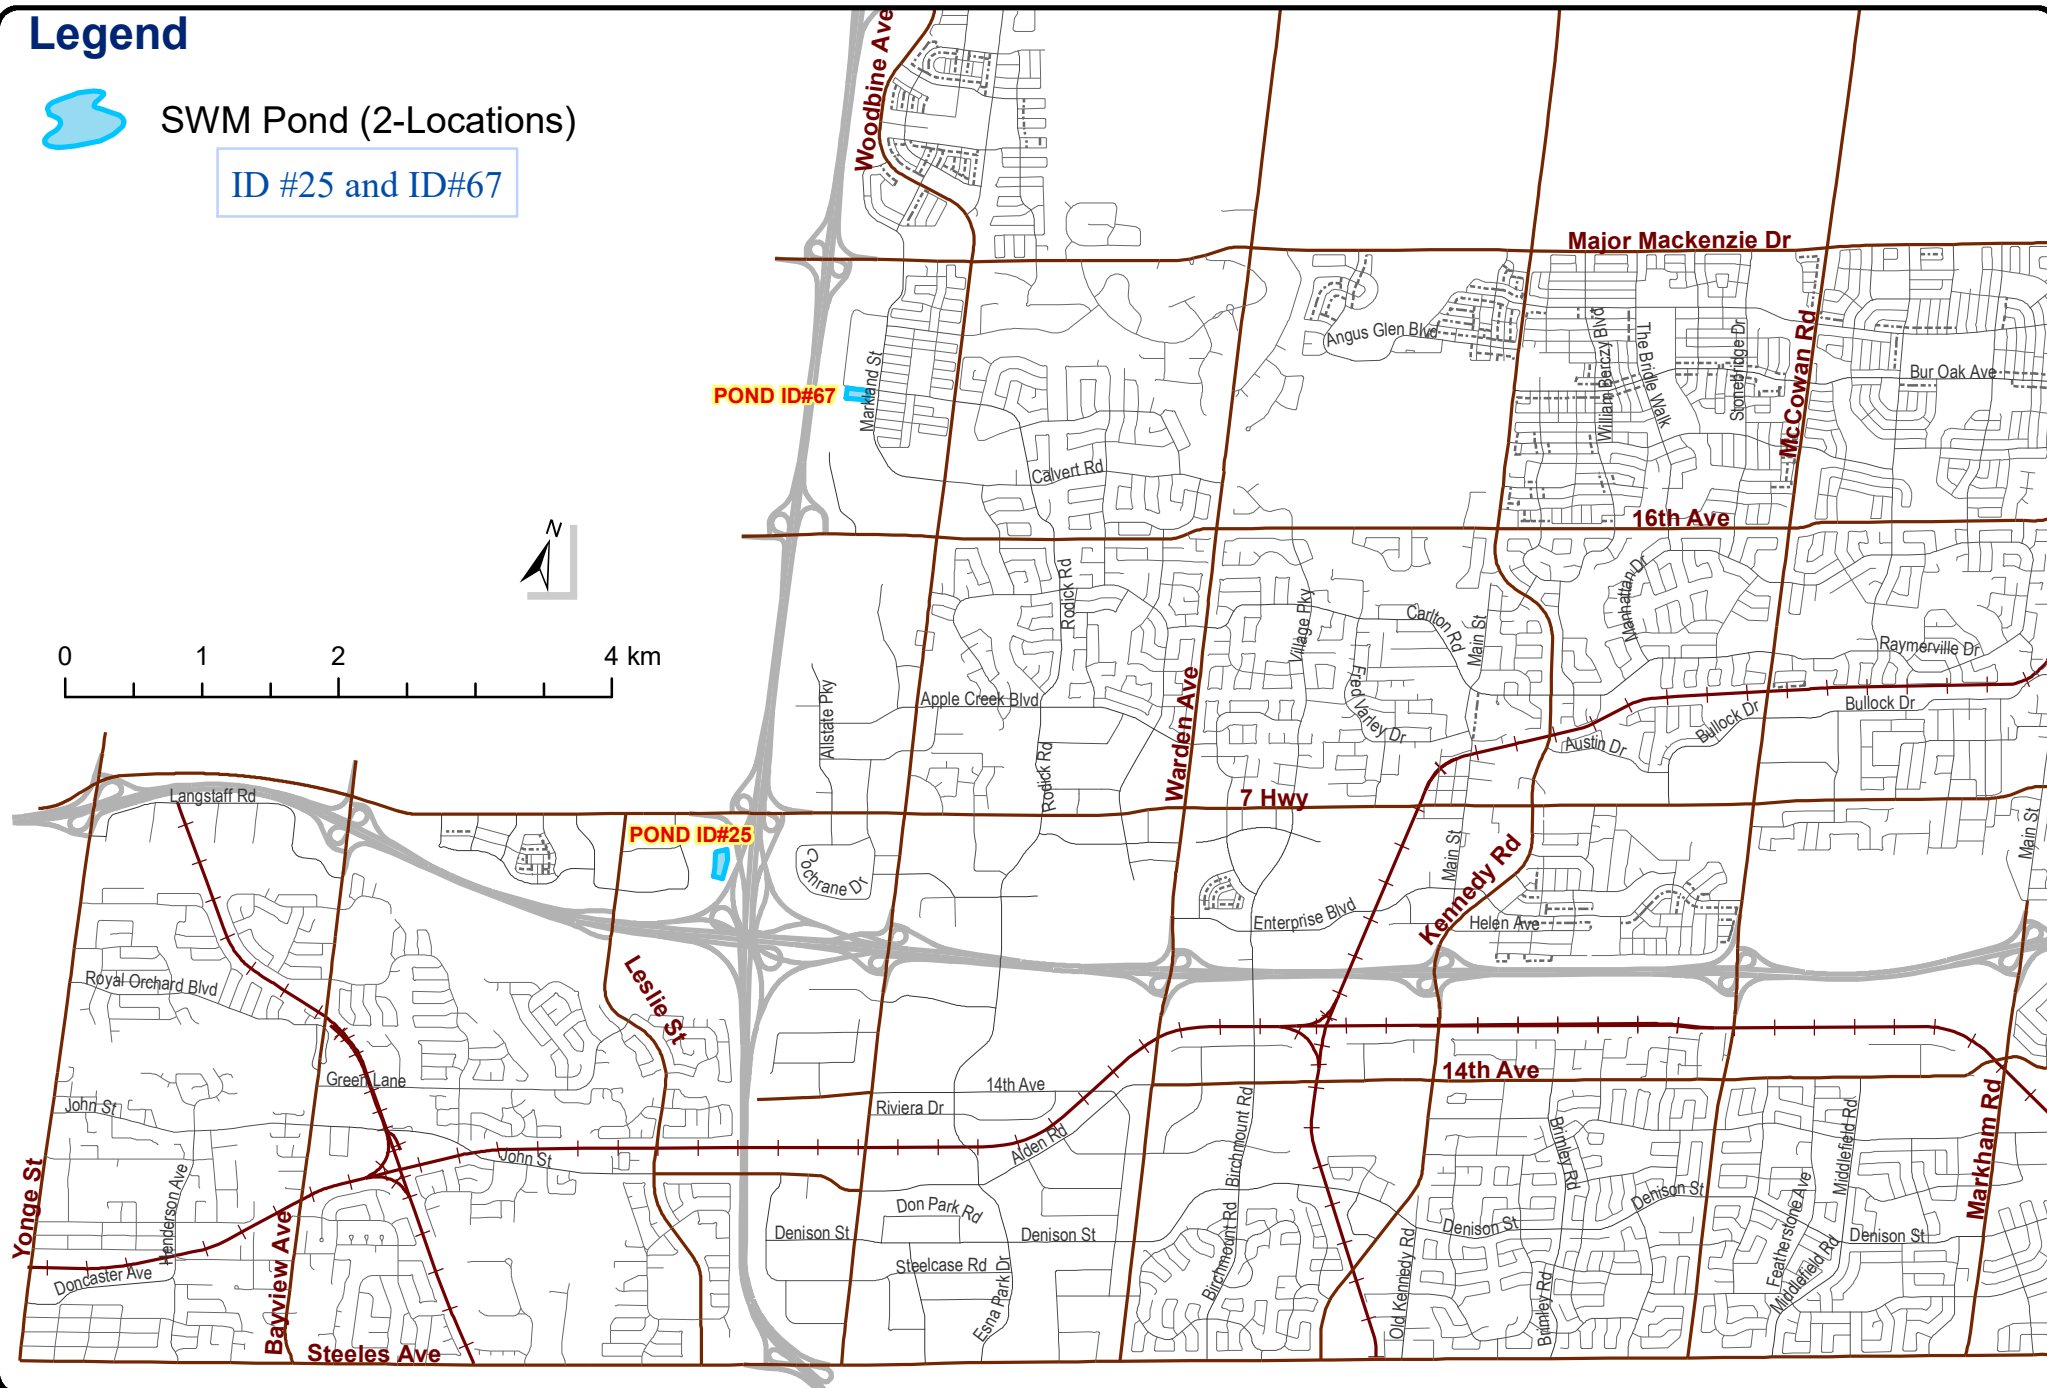 Legend
SWM Pond (2-Locations)
ID #25 and ID#67
Woodbine Ave
Major Mackenzie Dr
Angus Glen Blvd
William Berczy Blvd
The Bridle Walk
Stonebridge Dr
McCowan Rd
Bur Oak Ave
POND ID#67
Markland St
Calvert Rd
16th Ave
N
0 1 2 4 km
Rodick Rd
Village Pky
Carlton Rd
Main St
Manhattan Dr
Raymerville Dr
Allstate Pky
Apple Creek Blvd
Warden Ave
Fred Varley Dr
Rodick Rd
Austin Dr
Bullock Dr
Bullock Dr
Langstaff Rd
7 Hwy
POND ID#25
Cochrane Dr
Main St
Kennedy Rd
Main St
Enterprise Blvd
Helen Ave
Royal Orchard Blvd
Leslie St
Green Lane
14th Ave
14th Ave
John St
Riviera Dr
Alden Rd
Birchmount Rd
Brimley Rd
Middlefield Rd
Markham Rd
John St
Yonge St
Henderson Ave
Bayview Ave
Don Park Rd
Denison St
Denison St
Denison St
Denison St
Denison St
Featherstone Ave
Middlefield Rd
Steelcase Rd
Esna Park Dr
Birchmount Rd
Old Kennedy Rd
Brimley Rd
Doncaster Ave
Steeles Ave